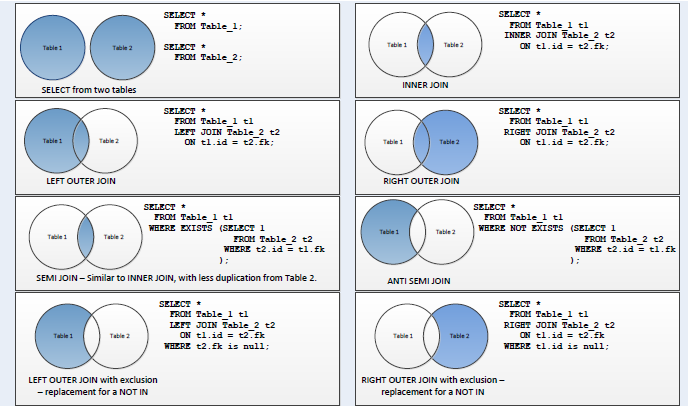 Table 1
Table 2
SELECT *
FROM Table_1;
SELECT *
FROM Table_2;
SELECT from two tables
Table 1
Table 2
SELECT *
FROM Table_1 t1
INNER JOIN Table_2 t2
ON t1.id = t2.fk;
INNER JOIN
Table 1
Table 2
SELECT *
FROM Table_1 t1
LEFT JOIN Table_2 t2
ON t1.id = t2.fk;
LEFT OUTER JOIN
Table 1
Table 2
SELECT *
FROM Table_1 t1
RIGHT JOIN Table_2 t2
ON t1.id = t2.fk;
RIGHT OUTER JOIN
Table 1
Table 2
SELECT *
FROM Table_1 t1
WHERE EXISTS (SELECT 1
FROM Table_2 t2
WHERE t2.id = t1.fk
);
SEMI JOIN – Similar to INNER JOIN, with less duplication from Table 2.
Table 1
Table 2
SELECT *
FROM Table_1 t1
WHERE NOT EXISTS (SELECT 1
FROM Table_2 t2
WHERE t2.id = t1.fk
);
ANTI SEMI JOIN
Table 1
Table 2
SELECT *
FROM Table_1 t1
LEFT JOIN Table_2 t2
ON t1.id = t2.fk
WHERE t2.fk is null;
LEFT OUTER JOIN with exclusion
– replacement for a NOT IN
Table 1
Table 2
SELECT *
FROM Table_1 t1
RIGHT JOIN Table_2 t2
ON t1.id = t2.fk
WHERE t1.id is null;
RIGHT OUTER JOIN with exclusion –
replacement for a NOT IN